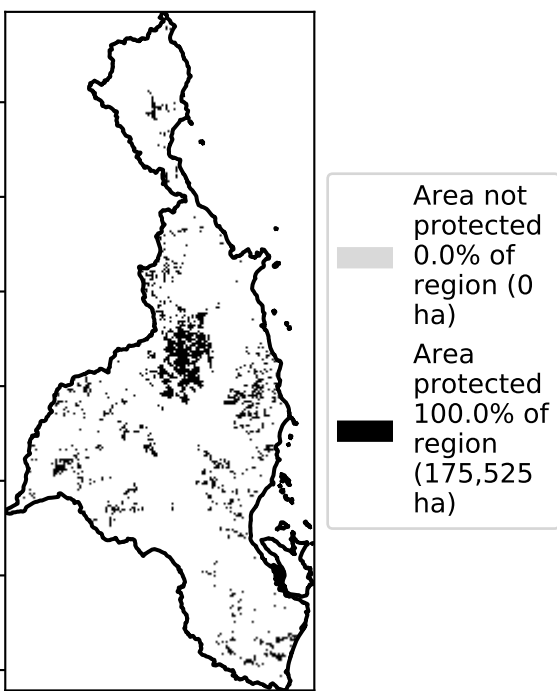 Area not
protected
0.0% of
region (0
ha)
Area
protected
100.0% of
region
(175,525
ha)